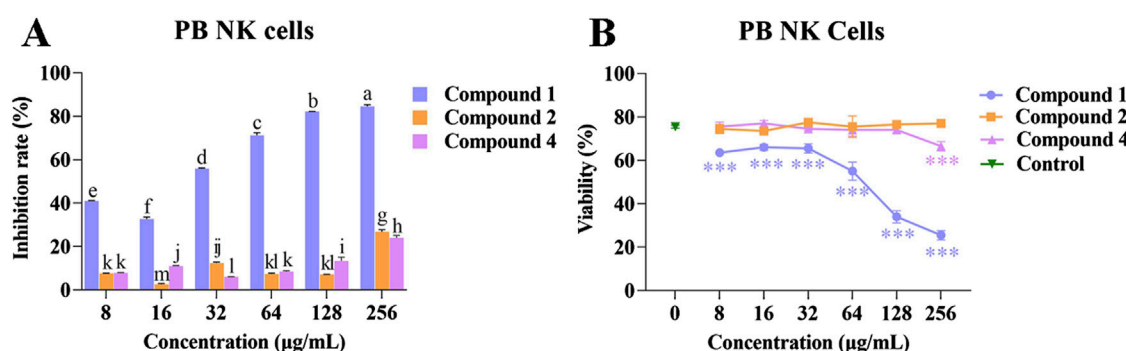 A
PB NK cells
Inhibition rate (%)
100
80
60
40
20
0
e
k
k
f
m
j
d
ij
l
c
kl
k
b
kl
i
a
g
h
8
16
32
64
128
256
Concentration (μg/mL)
Compound 1
Compound 2
Compound 4
B
PB NK Cells
Viability (%)
100
80
60
40
20
0
***
***
***
***
***
***
***
0
8
16
32
64
128
256
Concentration (μg/mL)
Compound 1
Compound 2
Compound 4
Control